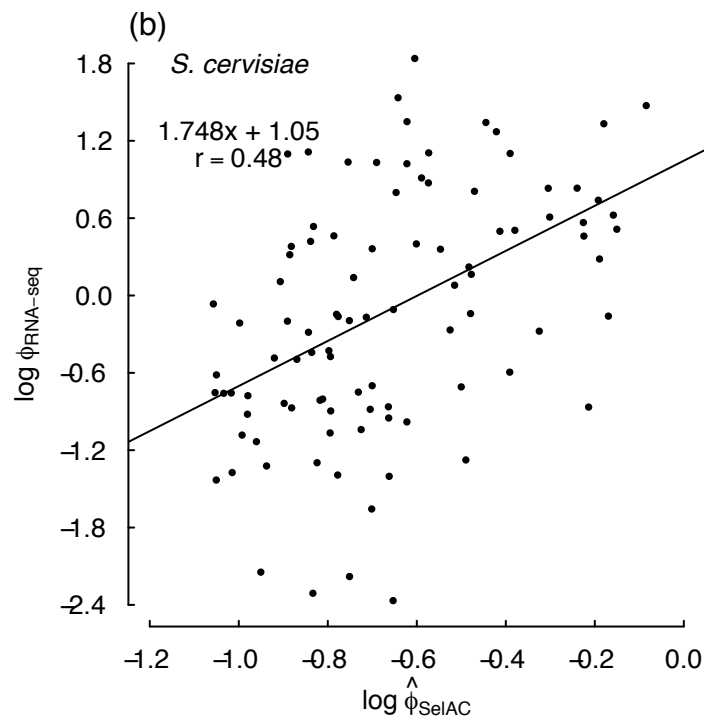 (b)
S. cervisiae
1.748x + 1.05
r = 0.48
log ϕRNA−seq
1.8
1.2
0.6
0.0
−0.6
−1.2
−1.8
−2.4
−1.2 −1.0 −0.8 −0.6 −0.4 −0.2 0.0
log ϕ̂SelAC